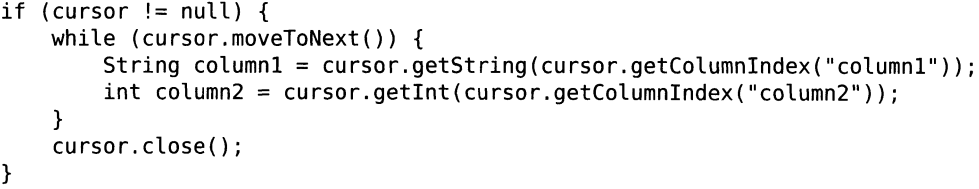 if (cursor != null) {
    while (cursor.moveToNext()) {
        String column1 = cursor.getString(cursor.getColumnIndex("column1"));
        int column2 = cursor.getInt(cursor.getColumnIndex("column2"));
    }
    cursor.close();
}